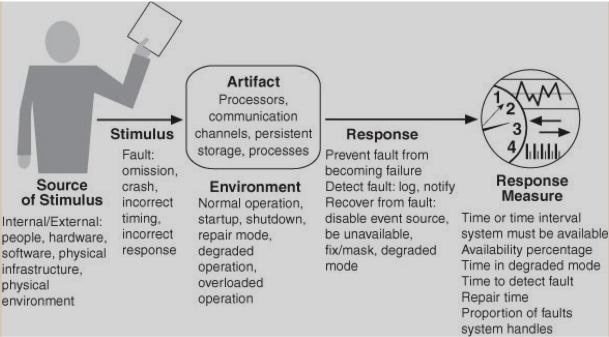 Artifact
Processors,
communication
channels, persistent
storage, processes
Stimulus
Fault:
omission,
crash,
incorrect
timing,
incorrect
response
Source
of Stimulus
Internal/External:
people, hardware,
software, physical
infrastructure,
physical
environment
Environment
Normal operation,
startup, shutdown,
repair mode,
degraded
operation,
overloaded
operation
Response
Prevent fault from
becoming failure
Detect fault: log, notify
Recover from fault:
disable event source,
be unavailable,
fix/mask, degraded
mode
1
2
3
4
Response
Measure
Time or time interval
system must be available
Availability percentage
Time in degraded mode
Time to detect fault
Repair time
Proportion of faults
system handles